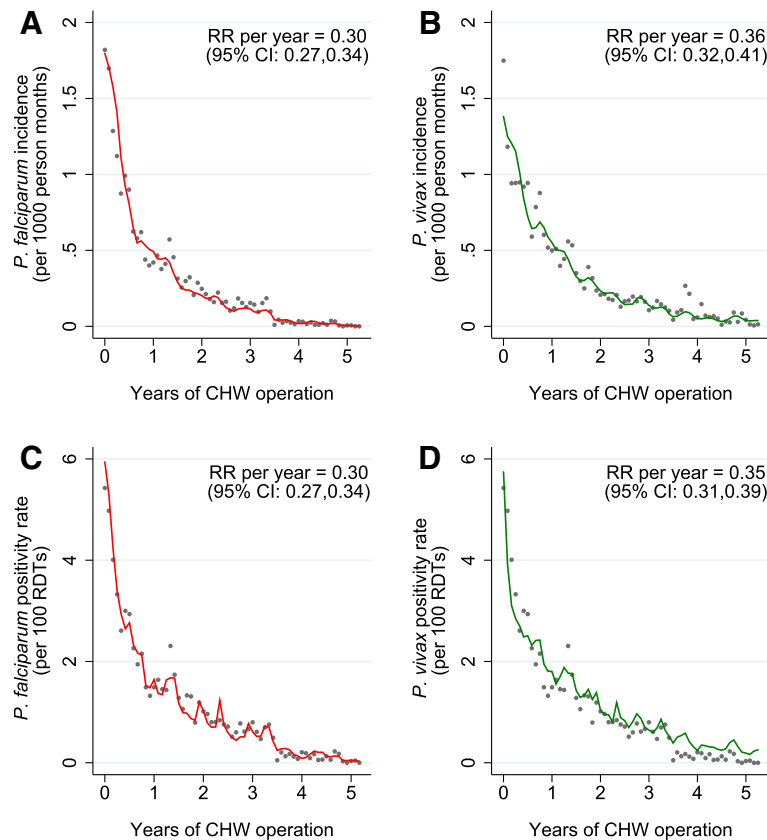 A
RR per year = 0.30
(95% CI: 0.27,0.34)
P. falciparum incidence
(per 1000 person months)
2
1.5
1
.5
0
0 1 2 3 4 5
Years of CHW operation
B
RR per year = 0.36
(95% CI: 0.32,0.41)
P. vivax incidence
(per 1000 person months)
2
1.5
1
.5
0
0 1 2 3 4 5
Years of CHW operation
C
RR per year = 0.30
(95% CI: 0.27,0.34)
P. falciparum positivity rate
(per 100 RDTs)
6
4
2
0
0 1 2 3 4 5
Years of CHW operation
D
RR per year = 0.35
(95% CI: 0.31,0.39)
P. vivax positivity rate
(per 100 RDTs)
6
4
2
0
0 1 2 3 4 5
Years of CHW operation